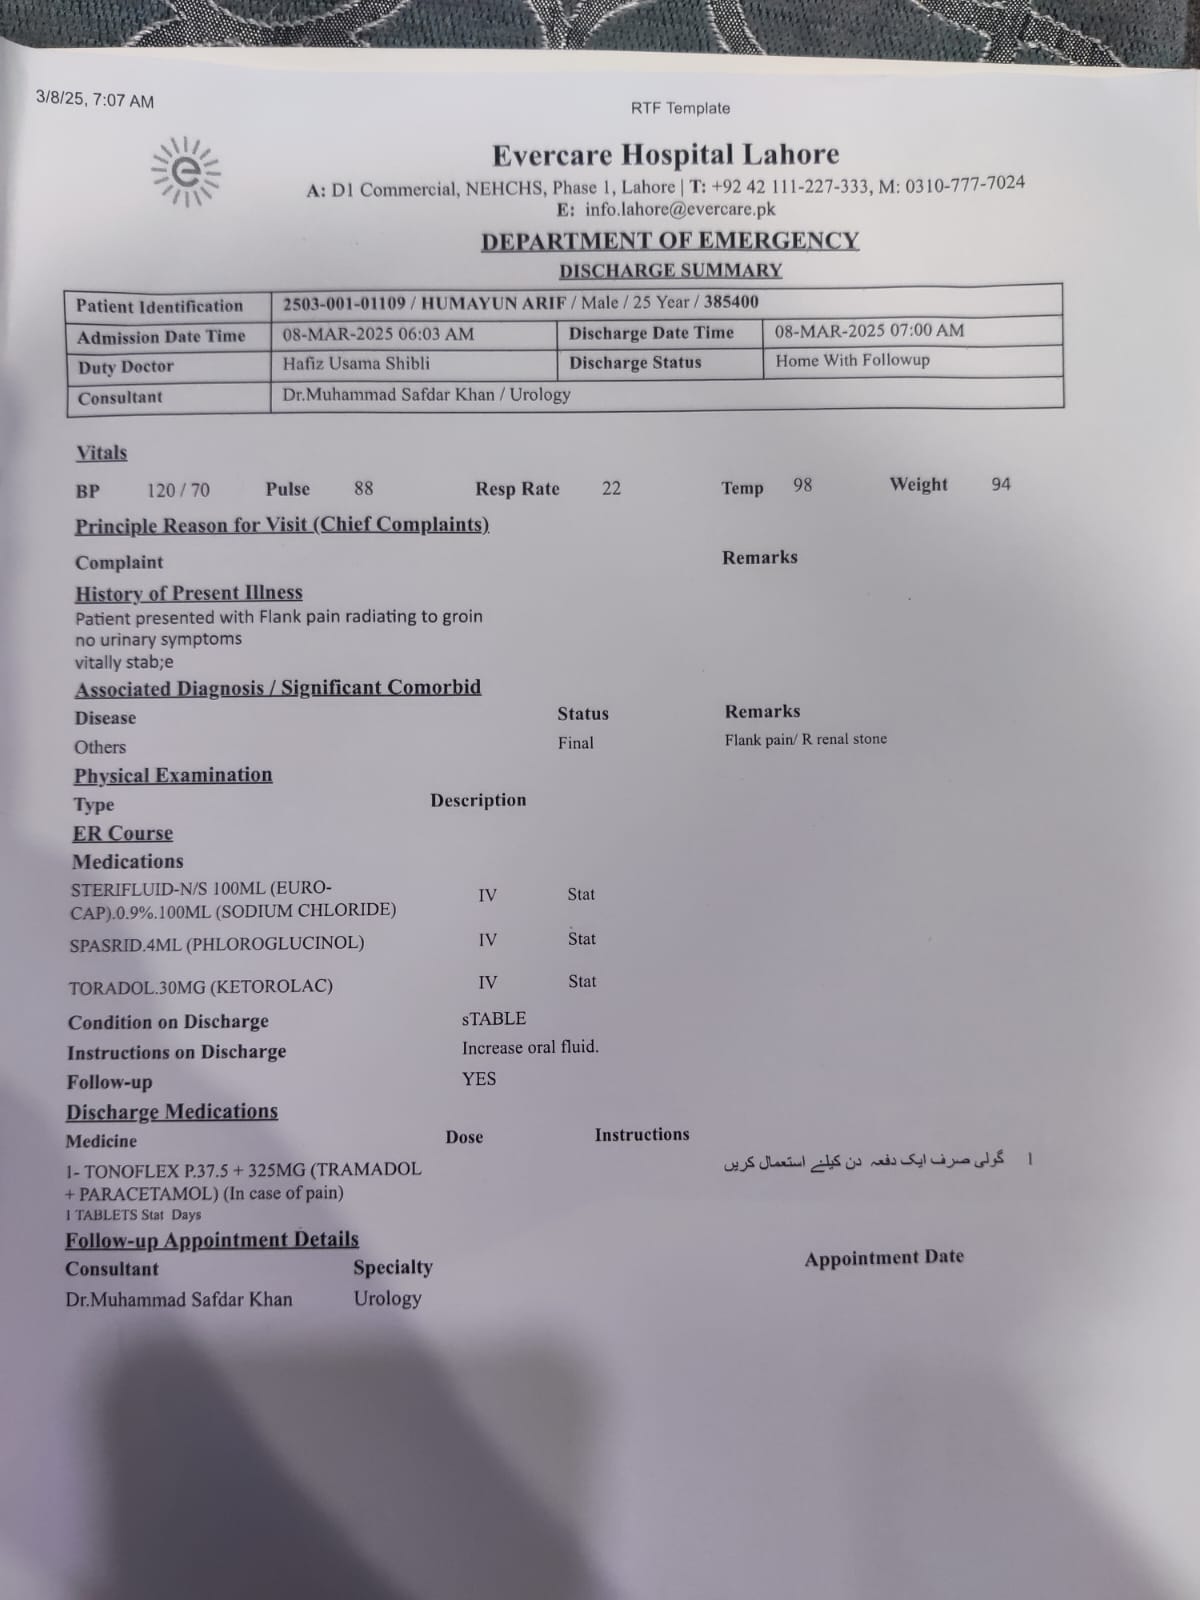 3/8/25, 7:07 AM
RTF Template
e
Evercare Hospital Lahore
A: D1 Commercial, NEHCHS, Phase 1, Lahore | T: +92 42 111-227-333, M: 0310-777-7024
E: info.lahore@evercare.pk
DEPARTMENT OF EMERGENCY
DISCHARGE SUMMARY
Patient Identification 2503-001-01109 / HUMAYUN ARIF / Male / 25 Year / 385400
Admission Date Time 08-MAR-2025 06:03 AM Discharge Date Time 08-MAR-2025 07:00 AM
Duty Doctor Hafiz Usama Shibli Discharge Status Home With Followup
Consultant Dr.Muhammad Safdar Khan / Urology
Vitals
BP 120 / 70 Pulse 88 Resp Rate 22 Temp 98 Weight 94
Principle Reason for Visit (Chief Complaints)
Complaint Remarks
History of Present Illness
Patient presented with Flank pain radiating to groin
no urinary symptoms
vitally stab;e
Associated Diagnosis / Significant Comorbid
Disease Status Remarks
Others Final Flank pain/ R renal stone
Physical Examination
Type Description
ER Course
Medications
STERIFLUID-N/S 100ML (EURO-
CAP).0.9%.100ML (SODIUM CHLORIDE) IV Stat
SPASRID.4ML (PHLOROGLUCINOL) IV Stat
TORADOL.30MG (KETOROLAC) IV Stat
Condition on Discharge sTABLE
Instructions on Discharge Increase oral fluid.
Follow-up YES
Discharge Medications
Medicine Dose Instructions
1- TONOFLEX P.37.5 + 325MG (TRAMADOL 1 گولی صرف ایک دفعہ دن کیلئے استعمال کریں
+ PARACETAMOL) (In case of pain)
1 TABLETS Stat Days
Follow-up Appointment Details
Consultant Specialty Appointment Date
Dr.Muhammad Safdar Khan Urology